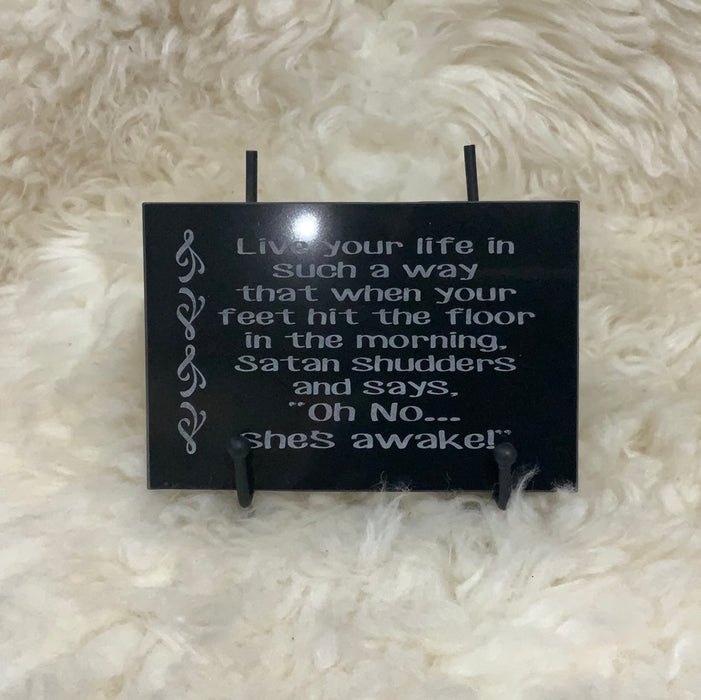 Live your life in
such a way
that when your
feet hit the floor
in the morning,
Satan shudders
and says,
"Oh No...
she's awake!"